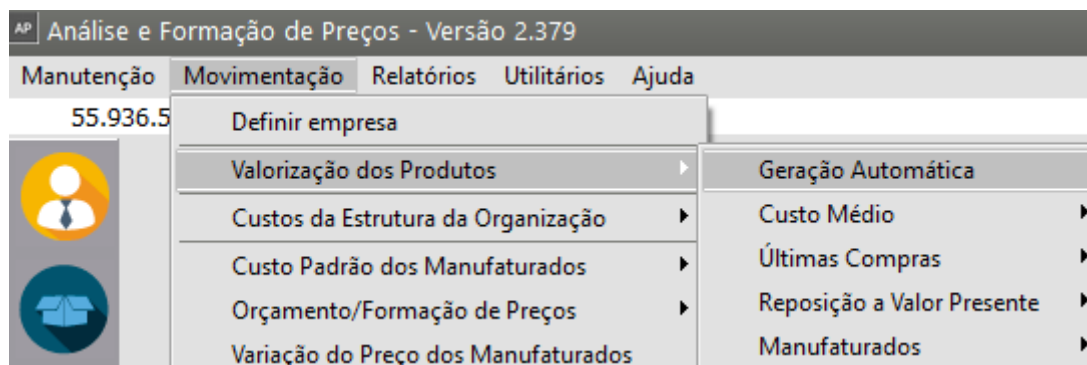 AP Análise e Formação de Preços - Versão 2.379
Manutenção Movimentação Relatórios Utilitários Ajuda
55.936.5
Definir empresa
Valorização dos Produtos
Custos da Estrutura da Organização
Custo Padrão dos Manufaturados
Orçamento/Formação de Preços
Variação do Preço dos Manufaturados
Geração Automática
Custo Médio
Últimas Compras
Reposição a Valor Presente
Manufaturados